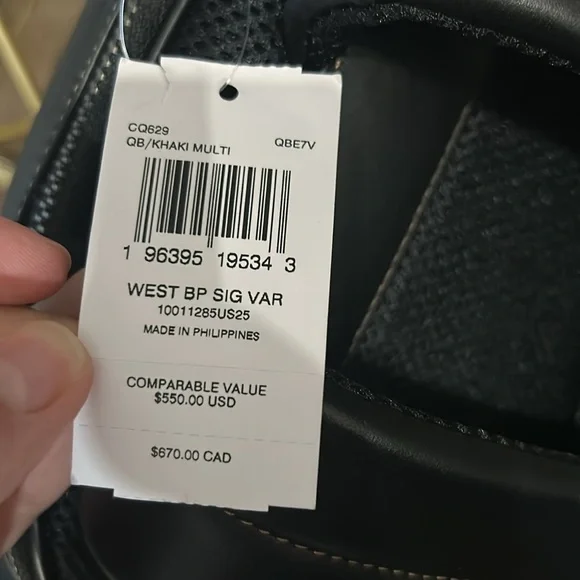 CQ629
QB/KHAKI MULTI QBE7V
1 96395 19534 3
WEST BP SIG VAR
10011285US25
MADE IN PHILIPPINES
COMPARABLE VALUE
$550.00 USD
$670.00 CAD